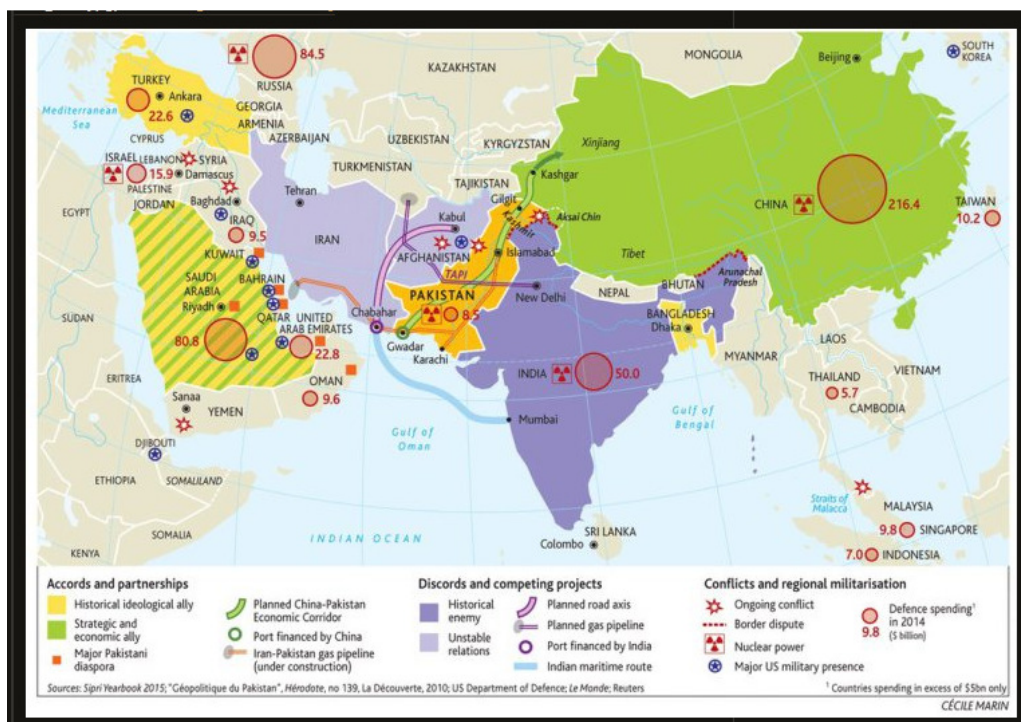 84.5
RUSSIA
KAZAKHSTAN
MONGOLIA
Beijing
SOUTH
KOREA
TURKEY
Ankara
22.6
Mediterranean
Sea
GEORGIA
ARMENIA
AZERBAIJAN
UZBEKISTAN
KYRGYZSTAN
Xinjiang
CYPRUS
ISRAEL
LEBANON
SYRIA
15.9
Damascus
TURKMENISTAN
TAJIKISTAN
Kashgar
PALESTINE
JORDAN
Baghdad
Tehran
Gilgit
Kashmir
Aksai Chin
CHINA
216.4
TAIWAN
10.2
EGYPT
IRAQ
9.5
IRAN
Kabul
AFGHANISTAN
Islamabad
Tibet
KUWAIT
TAPI
Arunachal
Pradesh
SAUDI
ARABIA
Riyadh
BAHRAIN
PAKISTAN
8.5
New Delhi
NEPAL
BHUTAN
QATAR
UNITED
ARAB EMIRATES
Chabahar
Gwadar
Karachi
BANGLADESH
Dhaka
SUDAN
80.8
22.8
INDIA
50.0
MYANMAR
LAOS
OMAN
9.6
THAILAND
5.7
VIETNAM
CAMBODIA
ERITREA
Sanaa
YEMEN
Gulf of
Oman
Mumbai
Gulf of
Bengal
DJIBOUTI
ETHIOPIA
SOMALILAND
Straits of
Malacca
MALAYSIA
SOMALIA
INDIAN OCEAN
SRI LANKA
Colombo
9.8
SINGAPORE
KENYA
7.0
INDONESIA
Accords and partnerships
Historical ideological ally
Strategic and
economic ally
Major Pakistani
diaspora
Planned China-Pakistan
Economic Corridor
Port financed by China
Iran-Pakistan gas pipeline
(under construction)
Discords and competing projects
Historical
enemy
Unstable
relations
Planned road axis
Planned gas pipeline
Port financed by India
Indian maritime route
Conflicts and regional militarisation
Ongoing conflict
Border dispute
Nuclear power
Major US military presence
Defence spending¹
in 2014
($ billion)
9.8
Sources: Sipri Yearbook 2015; "Géopolitique du Pakistan", Hérodote, no 139, La Découverte, 2010; US Department of Defence; Le Monde; Reuters
¹ Countries spending in excess of $5bn only
CÉCILE MARIN